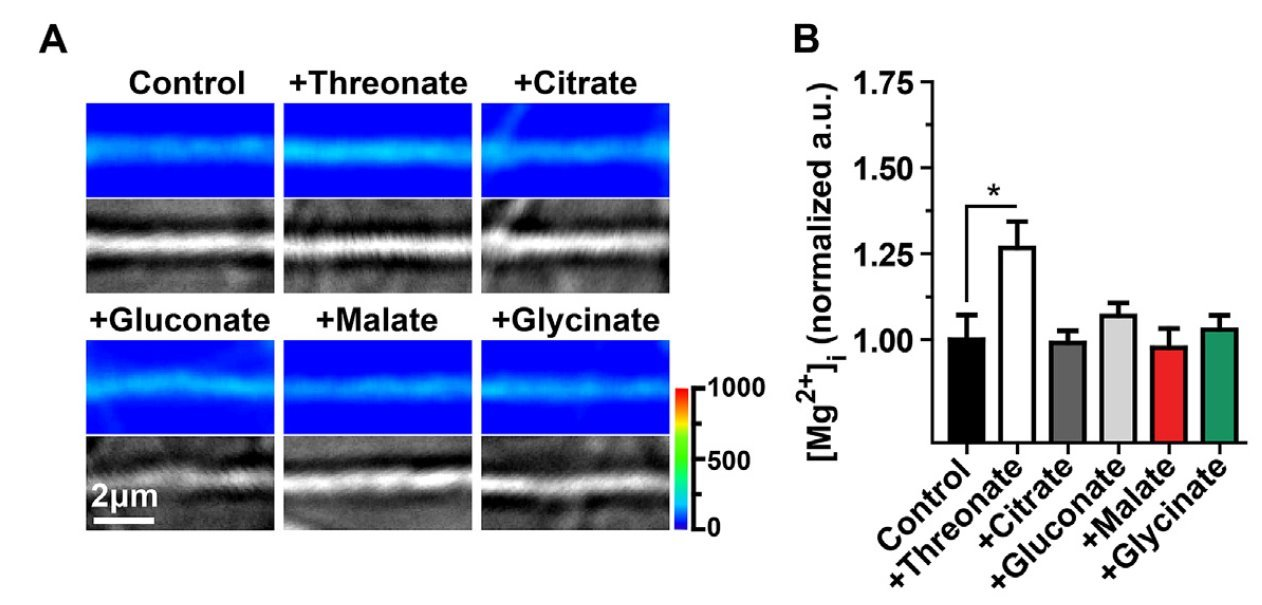 A
Control +Threonate +Citrate
+Gluconate +Malate +Glycinate
2μm
1000
500
0
B
[Mg²⁺]ᵢ (normalized a.u.)
1.75
1.50
1.25
1.00
*
Control
+Threonate
+Citrate
+Gluconate
+Malate
+Glycinate